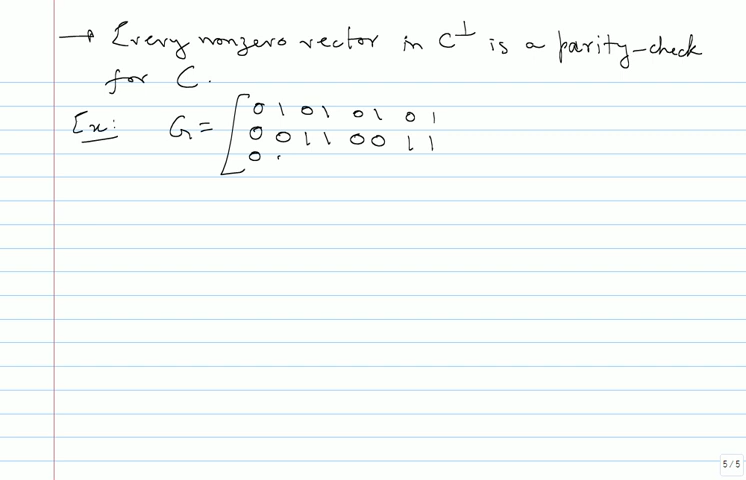 → Every nonzero vector in C⊥ is a parity-check
for C.
Ex: G = [ 0 1 0 1 0 1 0 1
0 0 1 1 0 0 1 1
0
5 / 5